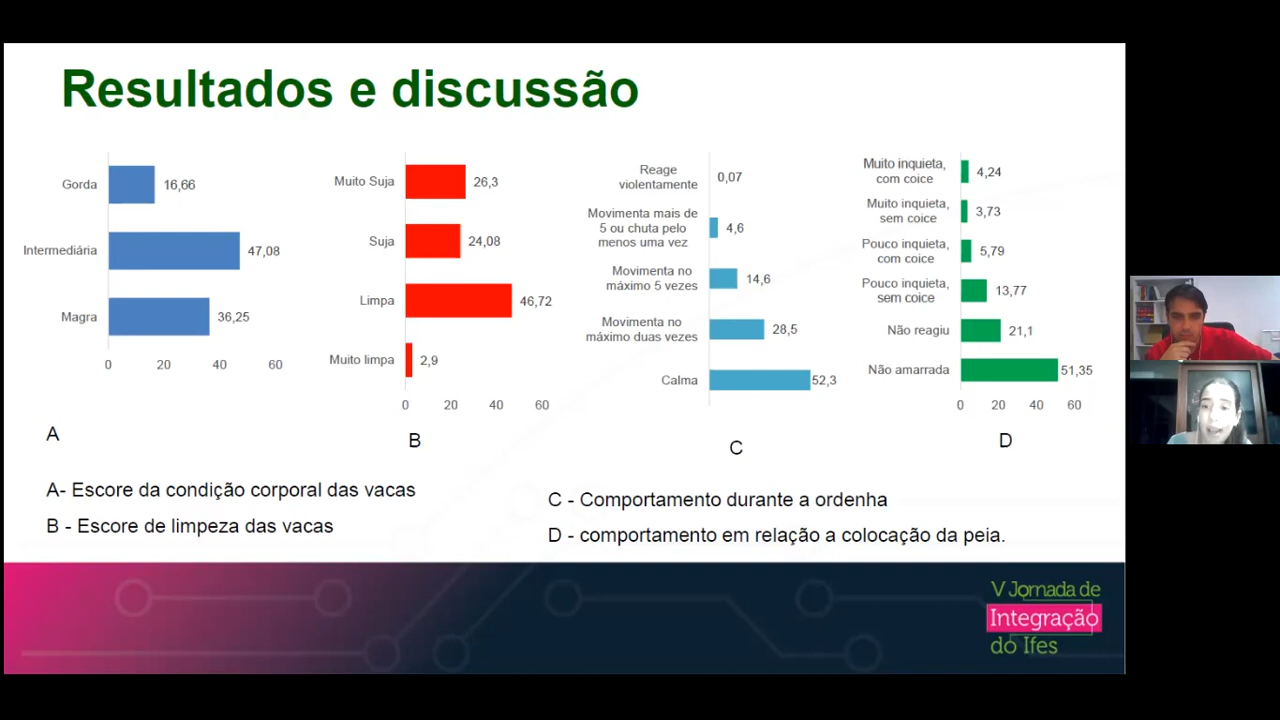 Resultados e discussão
Gorda
16,66
Intermediária
47,08
Magra
36,25
0 20 40 60
A
Muito Suja
26,3
Suja
24,08
Limpa
46,72
Muito limpa
2,9
0 20 40 60
B
Reage
violentamente
0,07
Movimenta mais de
5 ou chuta pelo
menos uma vez
4,6
Movimenta no
máximo 5 vezes
14,6
Movimenta no
máximo duas vezes
28,5
Calma
52,3
C
Muito inquieta,
com coice
4,24
Muito inquieta,
sem coice
3,73
Pouco inquieta,
com coice
5,79
Pouco inquieta,
sem coice
13,77
Não reagiu
21,1
Não amarrada
51,35
0 20 40 60
D
A- Escore da condição corporal das vacas
B - Escore de limpeza das vacas
C - Comportamento durante a ordenha
D - comportamento em relação a colocação da peia.
V Jornada de
Integração
do Ifes